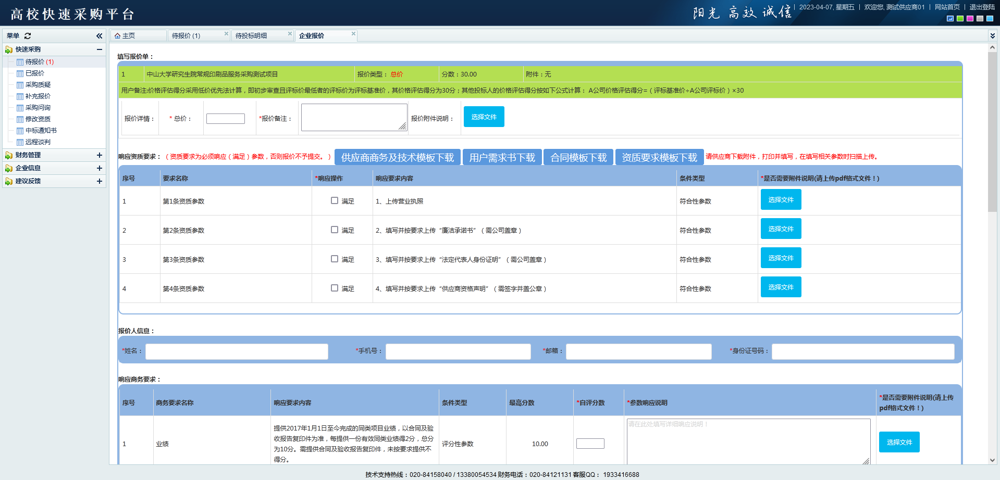 高校快速采购平台
阳光 高效 诚信
2023-04-07, 星期五 | 欢迎您, 测试供应商01 | 网站首页 | 退出登陆
菜单
主页
待报价 (1)
待投标明细
企业报价
快速采购
待报价 (1)
已报价
采购质疑
补充报价
采购问询
修改资质
中标通知书
远程谈判
财务管理
企业信息
建议反馈
填写报价单：
1 中山大学研究生院常规印刷品服务采购测试项目 报价类型： 总价 分数：30.00 附件：无
用户备注:价格评估得分采用低价优先法计算，即初步审查且评标价最低者的评标价为评标基准价，其价格评估得分为30分；其他投标人的价格评估得分按如下公式计算： A公司价格评估得分=（评标基准价÷A公司评标价）×30
报价详情： * 总价： *报价备注： 报价附件说明： 选择文件
响应资质要求：（资质要求为必须响应（满足）参数，否则报价不予提交。） 供应商商务及技术模板下载 用户需求书下载 合同模板下载 资质要求模板下载 请供应商下载附件，打印并填写，在填写相关参数时扫描上传。
序号 要求名称 *响应操作 响应要求内容 条件类型 *是否需要附件说明(请上传pdf格式文件！)
1 第1条资质参数 满足 1、上传营业执照 符合性参数 选择文件
2 第2条资质参数 满足 2、填写并按要求上传“廉洁承诺书”（需公司盖章） 符合性参数 选择文件
3 第3条资质参数 满足 3、填写并按要求上传“法定代表人身份证明”（需公司盖章） 符合性参数 选择文件
4 第4条资质参数 满足 4、填写并按要求上传“供应商资格声明”（需签字并盖公章） 符合性参数 选择文件
报价人信息：
*姓名： *手机号： *邮箱： *身份证号码：
响应商务要求：
序号 商务要求名称 响应要求内容 条件类型 最高分数 *自评分数 *参数响应说明 *是否需要附件说明(请上传
pdf格式文件！)
1 业绩
提供2017年1月1日至今完成的同类项目业绩，以合同及验
收报告复印件为准，每提供一份有效同类业绩得2分，总分
为10分。需提供合同及验收报告复印件，未按要求提供不
得分。
评分性参数 10.00
请在此处填写详细响应说明！
选择文件
技术支持热线：020-84158040 / 13380054534 财务电话：020-84121131 客服QQ： 1933416688